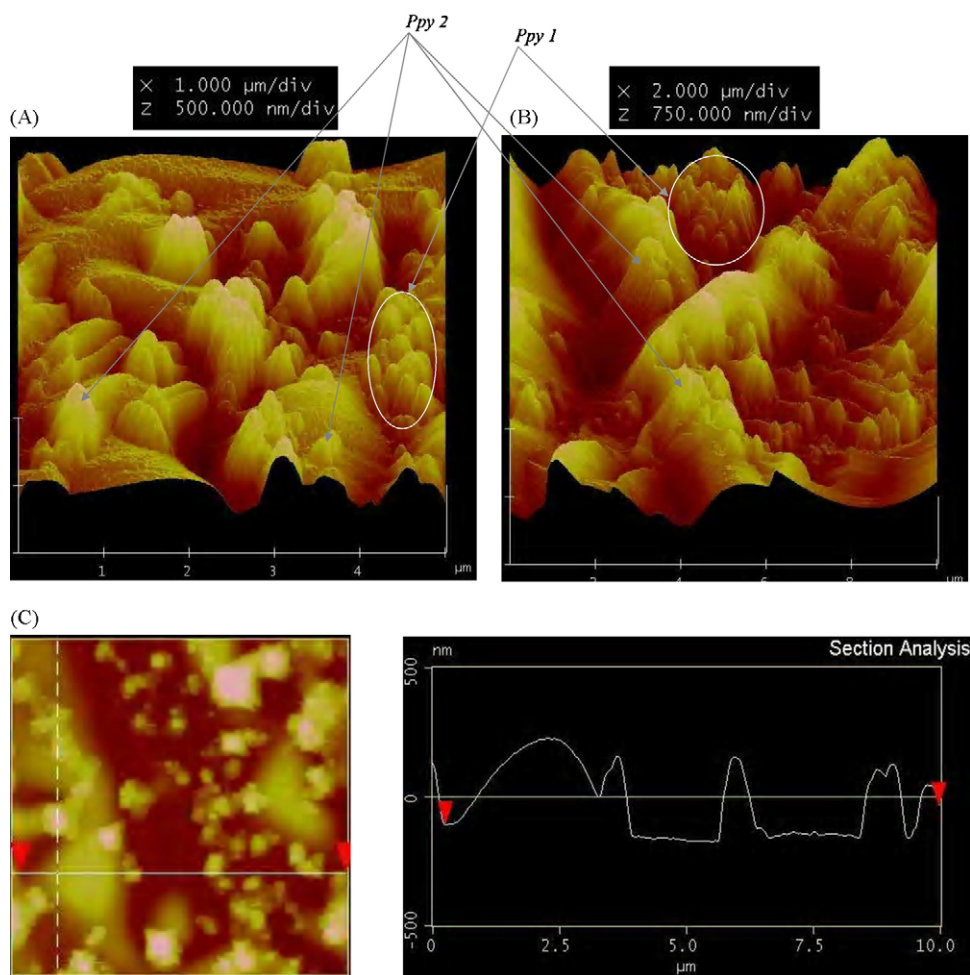 Ppy 2
Ppy 1
X 1.000 µm/div
Z 500.000 nm/div
X 2.000 µm/div
Z 750.000 nm/div
(A)
(B)
1 2 3 4 µm
2 4 6 8 µm
(C)
Section Analysis
nm
500
0
-500
0 2.5 5.0 7.5 10.0
µm